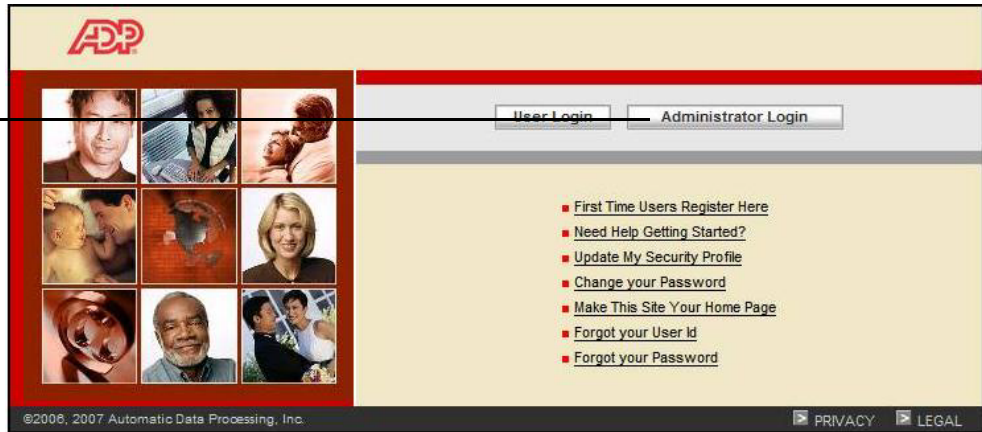 ADP
User Login Administrator Login
First Time Users Register Here
Need Help Getting Started?
Update My Security Profile
Change your Password
Make This Site Your Home Page
Forgot your User Id
Forgot your Password
©2006, 2007 Automatic Data Processing, Inc. PRIVACY LEGAL